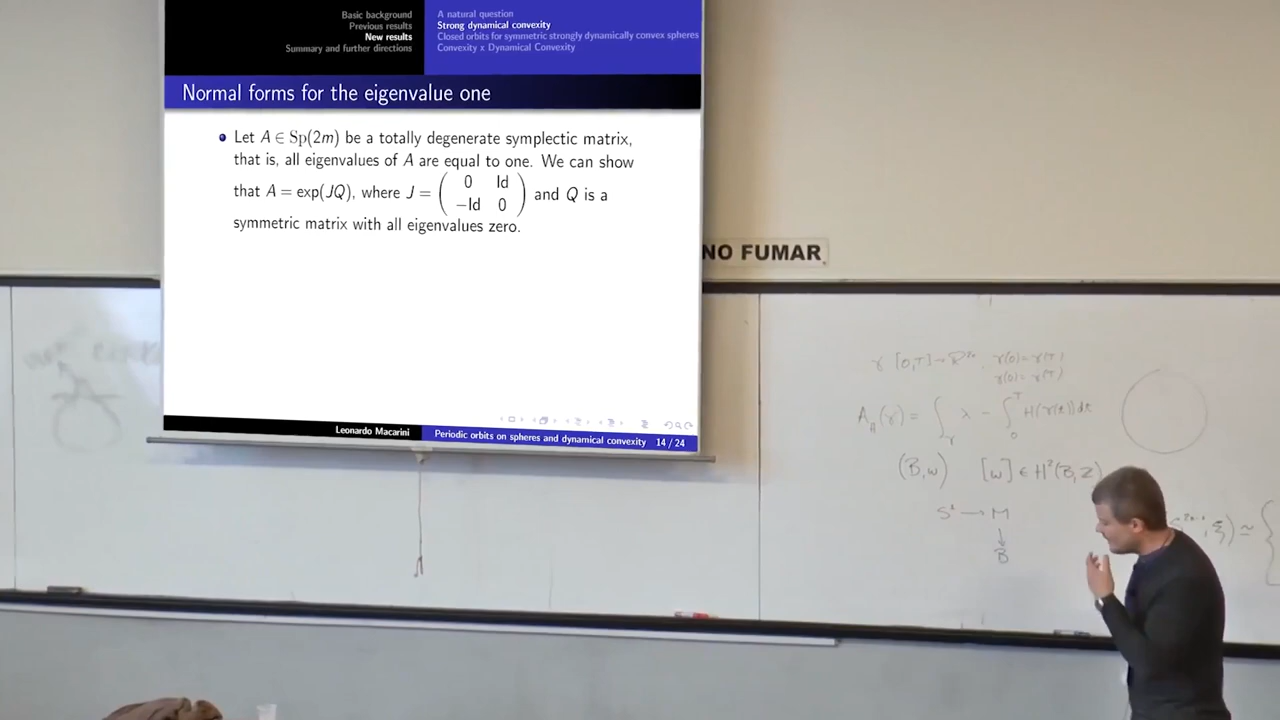 Basic background
Previous results
New results
Summary and further directions
A natural question
Strong dynamical convexity
Closed orbits for symmetric strongly dynamically convex spheres
Convexity x Dynamical Convexity
Normal forms for the eigenvalue one
Let A ∈ Sp(2m) be a totally degenerate symplectic matrix,
that is, all eigenvalues of A are equal to one. We can show
that A = exp(JQ), where J = ( 0 Id
−Id 0 ) and Q is a
symmetric matrix with all eigenvalues zero.
Leonardo Macarini
Periodic orbits on spheres and dynamical convexity 14 / 24
NO FUMAR
γ [0,T] → ℝ²ⁿ, γ(0) = γ(T)
γ(0) = γ(T)
A_H(γ) = ∫_γ λ − ∫_0^T H(γ(t))dt
(B,ω) [ω] ∈ H²(B,Z)
S¹ → M
↓
B
, ξ) ≃ {